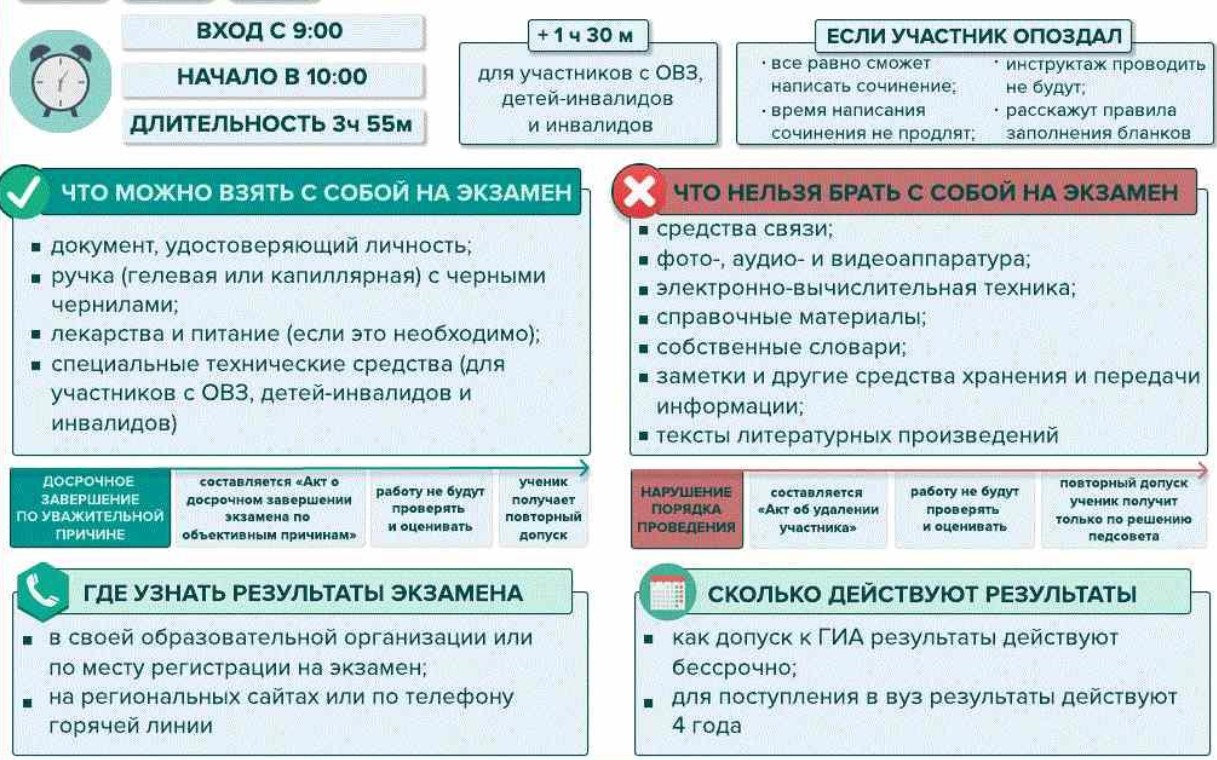 ВХОД С 9:00
НАЧАЛО В 10:00
ДЛИТЕЛЬНОСТЬ 3ч 55м
+ 1 ч 30 м
для участников с ОВЗ,
детей-инвалидов
и инвалидов
ЕСЛИ УЧАСТНИК ОПОЗДАЛ
· все равно сможет
написать сочинение;
· время написания
сочинения не продлят;
· инструктаж проводить
не будут;
· расскажут правила
заполнения бланков
ЧТО МОЖНО ВЗЯТЬ С СОБОЙ НА ЭКЗАМЕН
▪ документ, удостоверяющий личность;
▪ ручка (гелевая или капиллярная) с черными
чернилами;
▪ лекарства и питание (если это необходимо);
▪ специальные технические средства (для
участников с ОВЗ, детей-инвалидов и
инвалидов)
ЧТО НЕЛЬЗЯ БРАТЬ С СОБОЙ НА ЭКЗАМЕН
▪ средства связи;
▪ фото-, аудио- и видеоаппаратура;
▪ электронно-вычислительная техника;
▪ справочные материалы;
▪ собственные словари;
▪ заметки и другие средства хранения и передачи
информации;
▪ тексты литературных произведений
ДОСРОЧНОЕ
ЗАВЕРШЕНИЕ
ПО УВАЖИТЕЛЬНОЙ
ПРИЧИНЕ
составляется «Акт о
досрочном завершении
экзамена по
объективным причинам»
работу не будут
проверять
и оценивать
ученик
получает
повторный
допуск
НАРУШЕНИЕ
ПОРЯДКА
ПРОВЕДЕНИЯ
составляется
«Акт об удалении
участника»
работу не будут
проверять
и оценивать
повторный допуск
ученик получит
только по решению
педсовета
ГДЕ УЗНАТЬ РЕЗУЛЬТАТЫ ЭКЗАМЕНА
▪ в своей образовательной организации или
по месту регистрации на экзамен;
▪ на региональных сайтах или по телефону
горячей линии
СКОЛЬКО ДЕЙСТВУЮТ РЕЗУЛЬТАТЫ
▪ как допуск к ГИА результаты действуют
бессрочно;
▪ для поступления в вуз результаты действуют
4 года